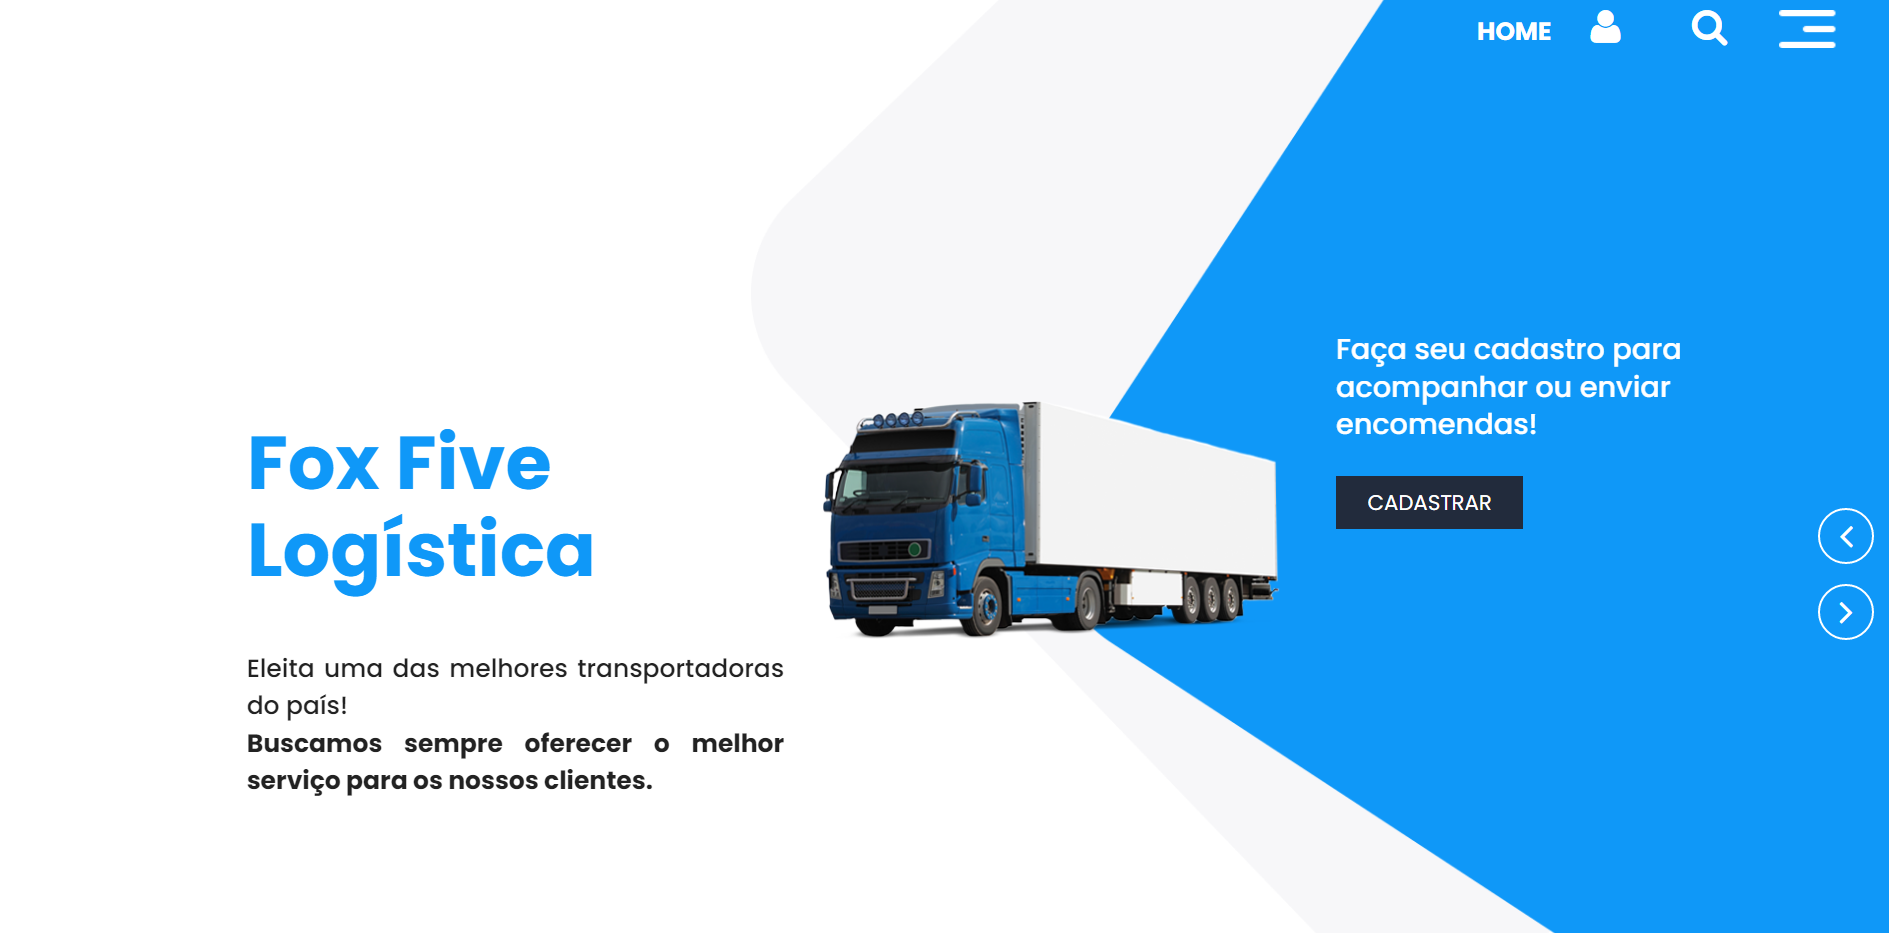 HOME
Faça seu cadastro para
acompanhar ou enviar
encomendas!
CADASTRAR
Fox Five
Logística
Eleita uma das melhores transportadoras
do país!
Buscamos sempre oferecer o melhor
serviço para os nossos clientes.